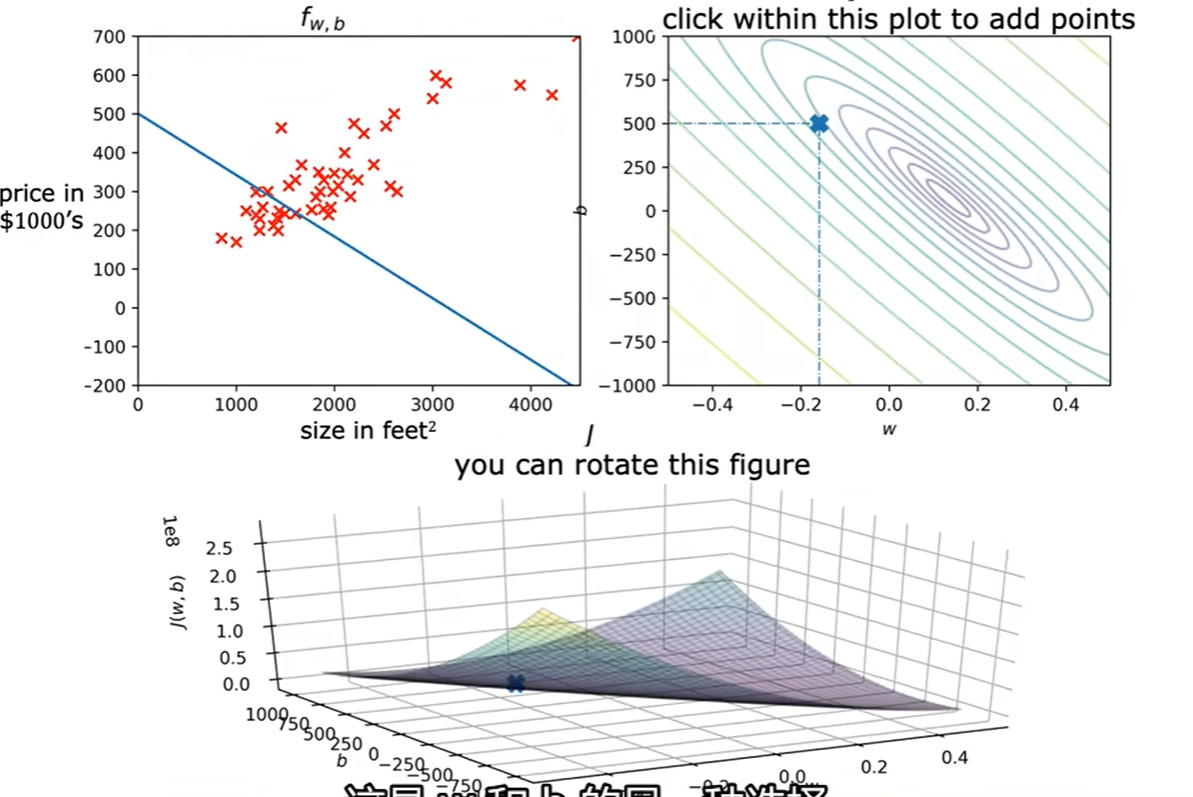 f w, b
click within this plot to add points
700
600
500
400
300
200
100
0
-100
-200
price in
$1000's
0 1000 2000 3000 4000
size in feet²
1000
750
500
250
0
−250
−500
−750
−1000
b
−0.4 −0.2 0.0 0.2 0.4
w
J
you can rotate this figure
1e8
J(w, b)
2.5
2.0
1.5
1.0
0.5
0.0
1000
750
500
250
0
−250
−500
−750
b
−0.2 0.0 0.2 0.4